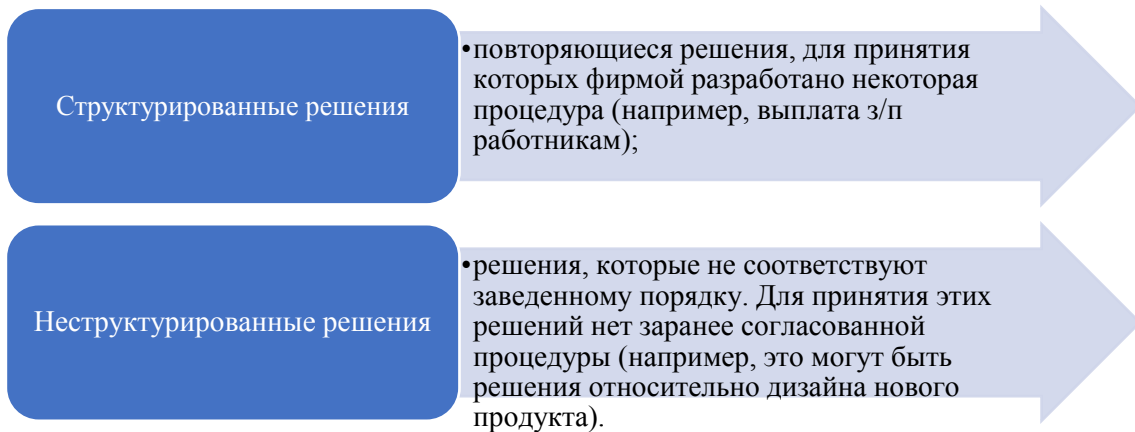 Структурированные решения
•повторяющиеся решения, для принятия
которых фирмой разработано некоторая
процедура (например, выплата з/п
работникам);
Неструктурированные решения
•решения, которые не соответствуют
заведенному порядку. Для принятия этих
решений нет заранее согласованной
процедуры (например, это могут быть
решения относительно дизайна нового
продукта).